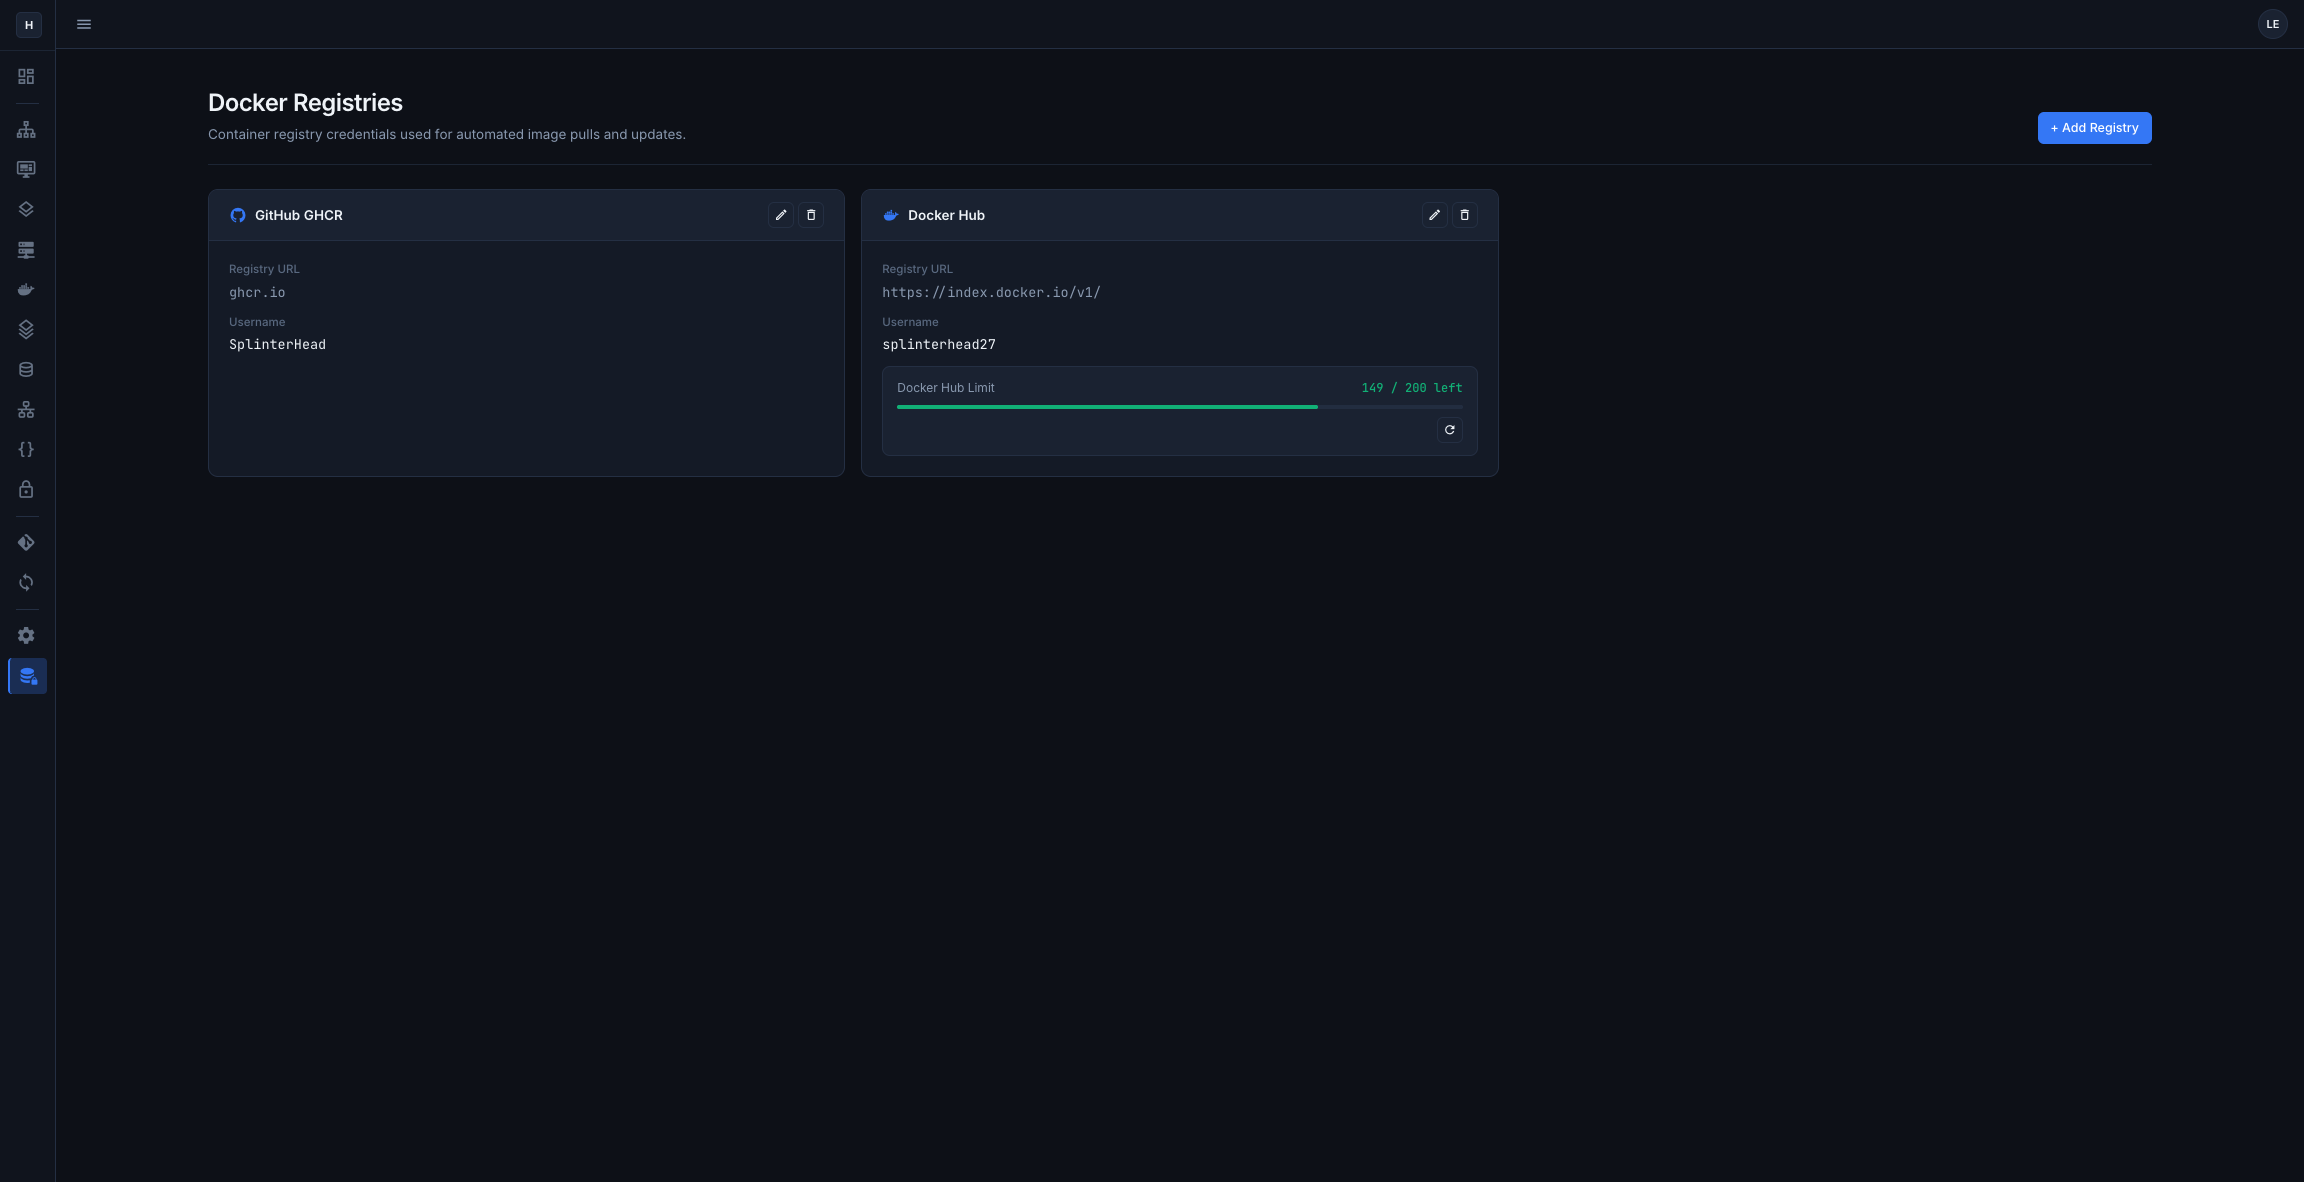 H
LE
Docker Registries
Container registry credentials used for automated image pulls and updates.
+ Add Registry
GitHub GHCR
Registry URL
ghcr.io
Username
SplinterHead
Docker Hub
Registry URL
https://index.docker.io/v1/
Username
splinterhead27
Docker Hub Limit
149 / 200 left